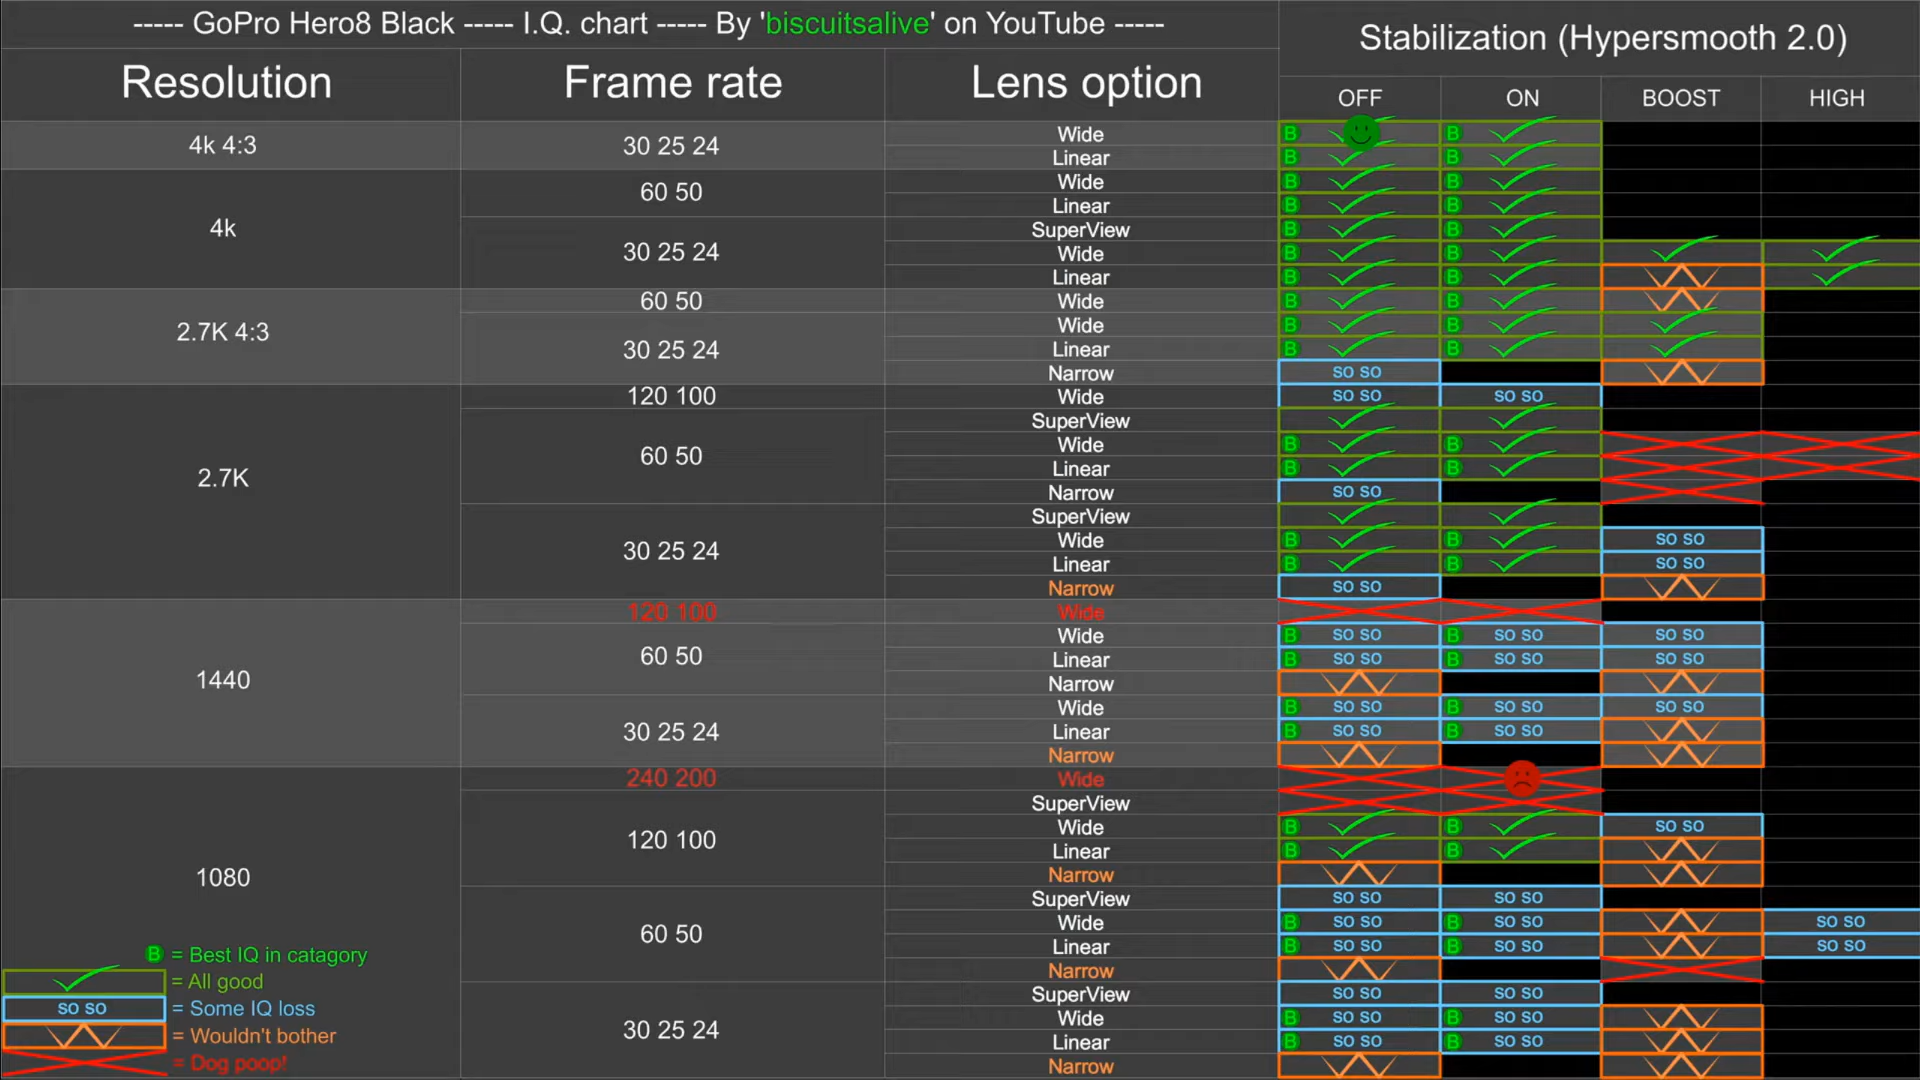 ----- GoPro Hero8 Black ----- I.Q. chart ----- By 'biscuitsalive' on YouTube -----
Stabilization (Hypersmooth 2.0)
Resolution Frame rate Lens option
OFF ON BOOST HIGH
4k 4:3 30 25 24 Wide B B
Linear B B
4k 60 50 Wide B B
Linear B B
30 25 24 SuperView B B
Wide B B
Linear B B
2.7K 4:3 60 50 Wide B B
30 25 24 Wide B B
Linear B B
Narrow SO SO
2.7K 120 100 Wide SO SO SO SO
60 50 SuperView
Wide B B
Linear B B
Narrow SO SO
30 25 24 SuperView
Wide B B SO SO
Linear B B SO SO
Narrow SO SO
1440 120 100 Wide
60 50 Wide B SO SO B SO SO SO SO
Linear B SO SO B SO SO SO SO
Narrow
30 25 24 Wide B SO SO B SO SO SO SO
Linear B SO SO B SO SO
Narrow
1080 240 200 Wide
120 100 SuperView
Wide B B SO SO
Linear B B
Narrow
60 50 SuperView SO SO SO SO
Wide B SO SO B SO SO SO SO
Linear B SO SO B SO SO SO SO
Narrow
30 25 24 SuperView SO SO SO SO
Wide B SO SO B SO SO
Linear B SO SO B SO SO
Narrow
B = Best IQ in catagory
= All good
SO SO = Some IQ loss
= Wouldn't bother
= Dog poop!